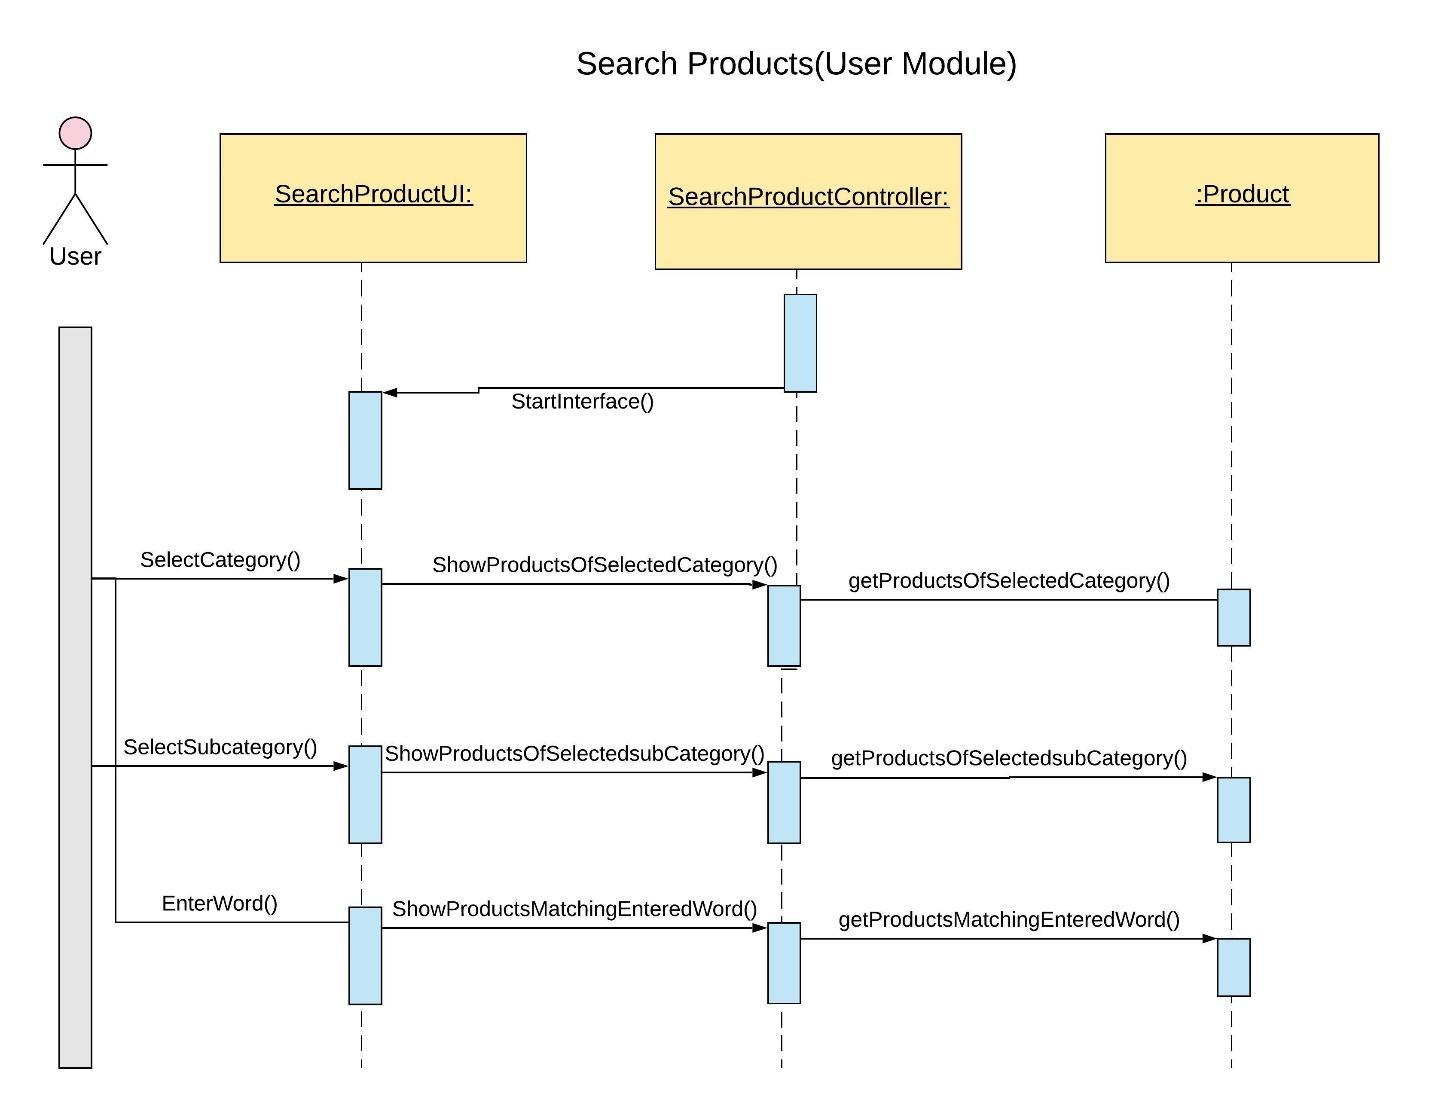 Search Products(User Module)
User
SearchProductUI:
SearchProductController:
:Product
StartInterface()
SelectCategory()
ShowProductsOfSelectedCategory()
getProductsOfSelectedCategory()
SelectSubcategory()
ShowProductsOfSelectedsubCategory()
getProductsOfSelectedsubCategory()
EnterWord()
ShowProductsMatchingEnteredWord()
getProductsMatchingEnteredWord()